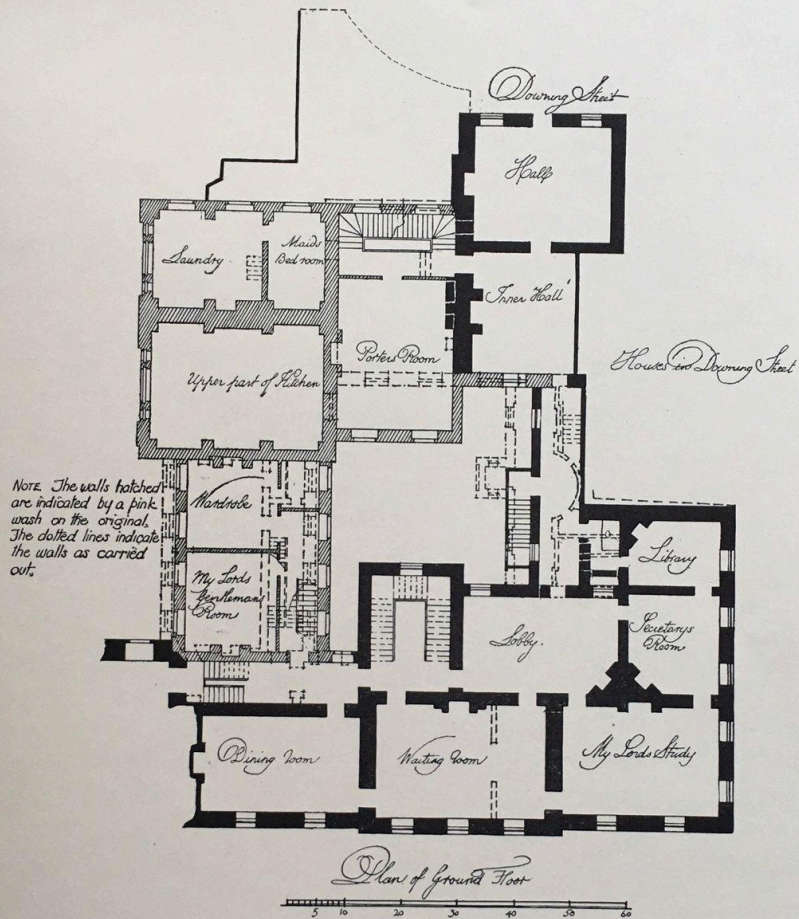 Downing Street
Hall
Laundry.
Maids
Bed room
Inner Hall
Porters Room
Houses in Downing Street
Upper part of Kitchen
NOTE. The walls hatched
are indicated by a pink
wash on the original.
The dotted lines indicate
the walls as carried
out.
Wardrobe
My Lords
Gentlemans
Room
Library
Secretarys
Room
Lobby.
Dining room
Waiting room
My Lords Study
Plan of Ground Floor
5 10 20 30 40 50 60